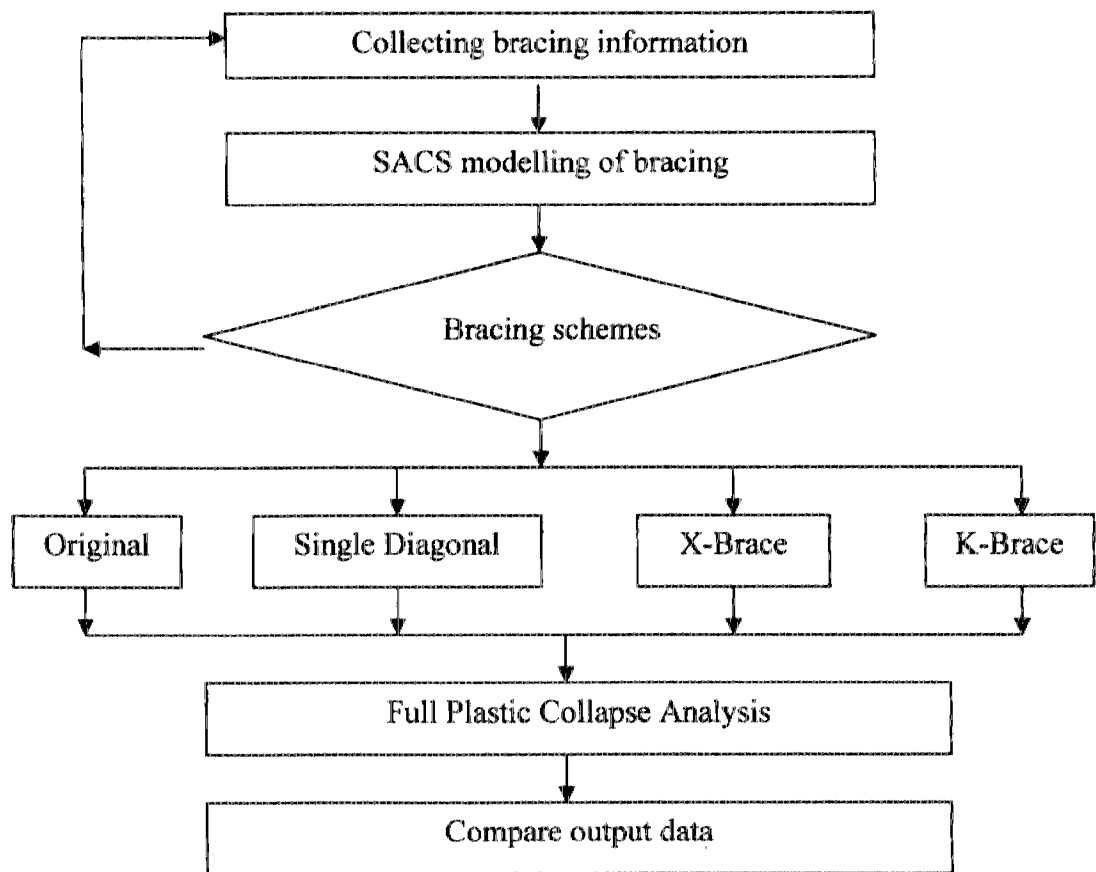 Collecting bracing information
SACS modelling of bracing
Bracing schemes
Original
Single Diagonal
X-Brace
K-Brace
Full Plastic Collapse Analysis
Compare output data